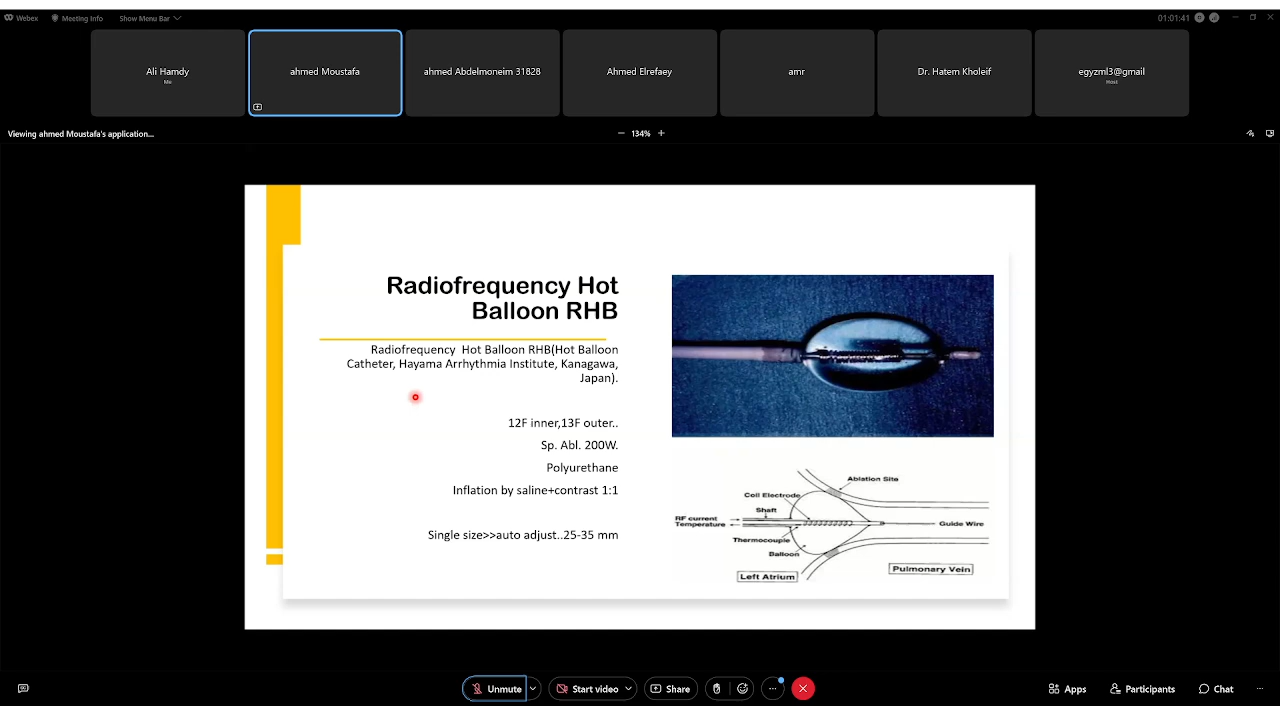 Webex
Meeting Info
Show Menu Bar
01:01:41
Ali Hamdy
Me
ahmed Moustafa
ahmed Abdelmoneim 31828
Ahmed Elrefaey
amr
Dr. Hatem Kholeif
egyzml3@gmail
Host
Viewing ahmed Moustafa's application...
134%
Radiofrequency Hot
Balloon RHB
Radiofrequency Hot Balloon RHB(Hot Balloon
Catheter, Hayama Arrhythmia Institute, Kanagawa,
Japan).
12F inner,13F outer..
Sp. Abl. 200W.
Polyurethane
Inflation by saline+contrast 1:1
Single size>>auto adjust..25-35 mm
Ablation Site
Coil Electrode
Shaft
RF current
Temperature
Guide Wire
Thermocouple
Balloon
Left Atrium
Pulmonary Vein
Unmute
Start video
Share
Apps
Participants
Chat